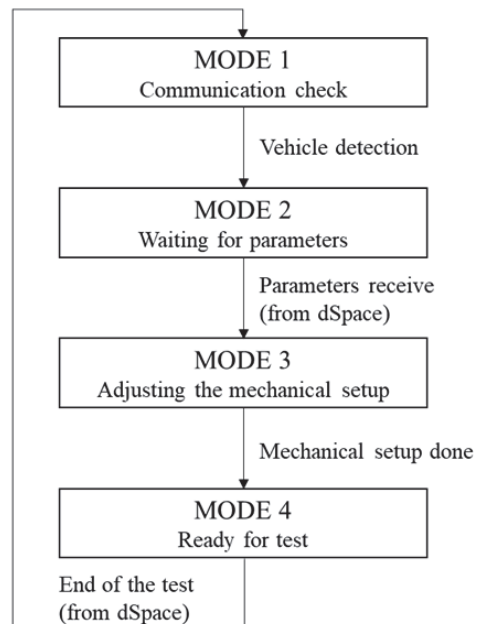 MODE 1
Communication check
Vehicle detection
MODE 2
Waiting for parameters
Parameters receive
(from dSpace)
MODE 3
Adjusting the mechanical setup
Mechanical setup done
MODE 4
Ready for test
End of the test
(from dSpace)